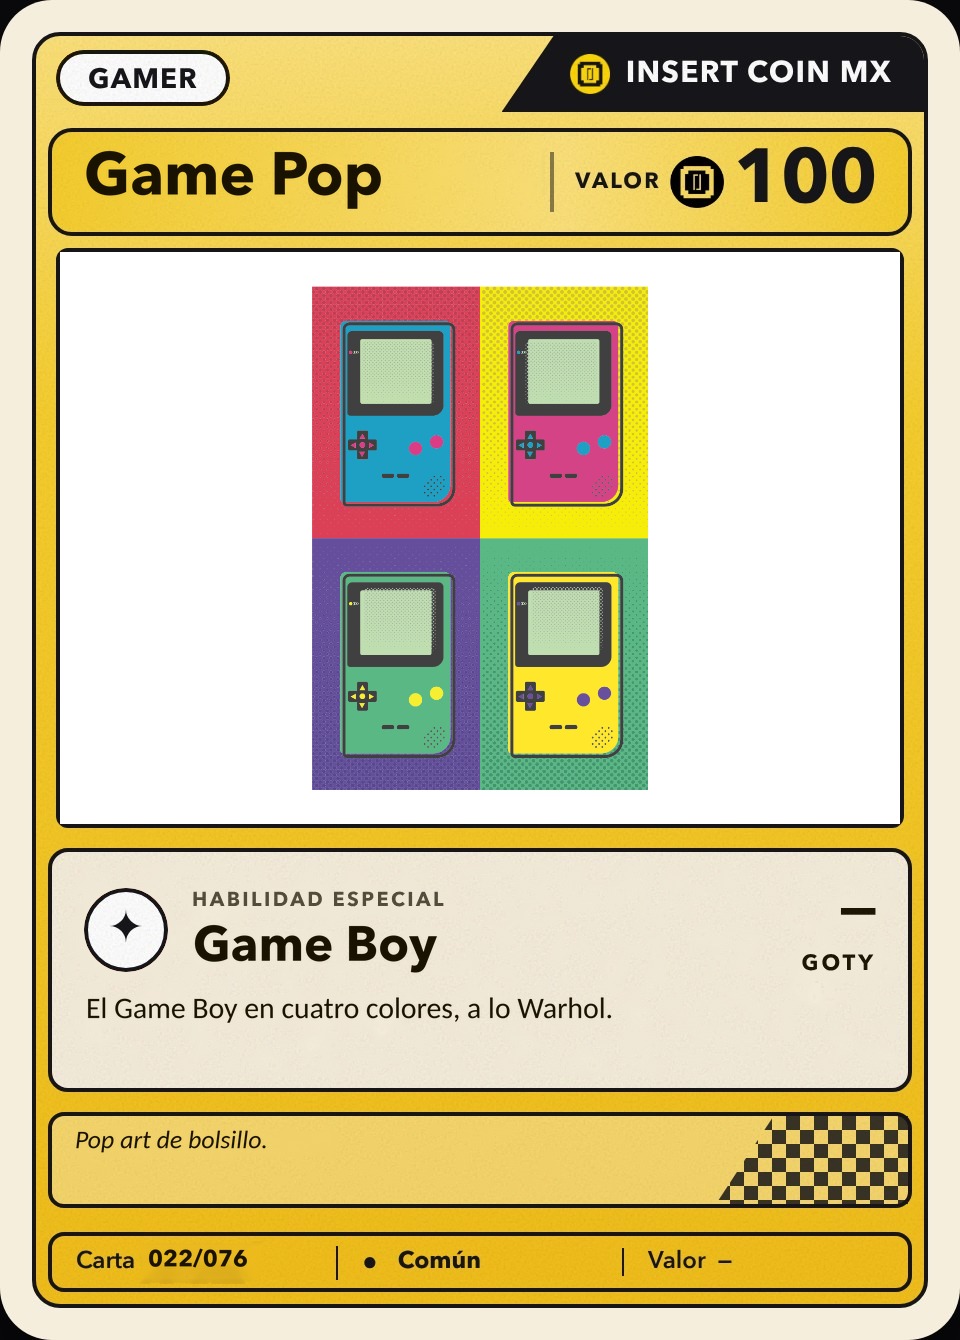 GAMER
INSERT COIN MX
Game Pop
VALOR 100
HABILIDAD ESPECIAL
Game Boy
–
GOTY
El Game Boy en cuatro colores, a lo Warhol.
Pop art de bolsillo.
Carta 022/076 • Común Valor –